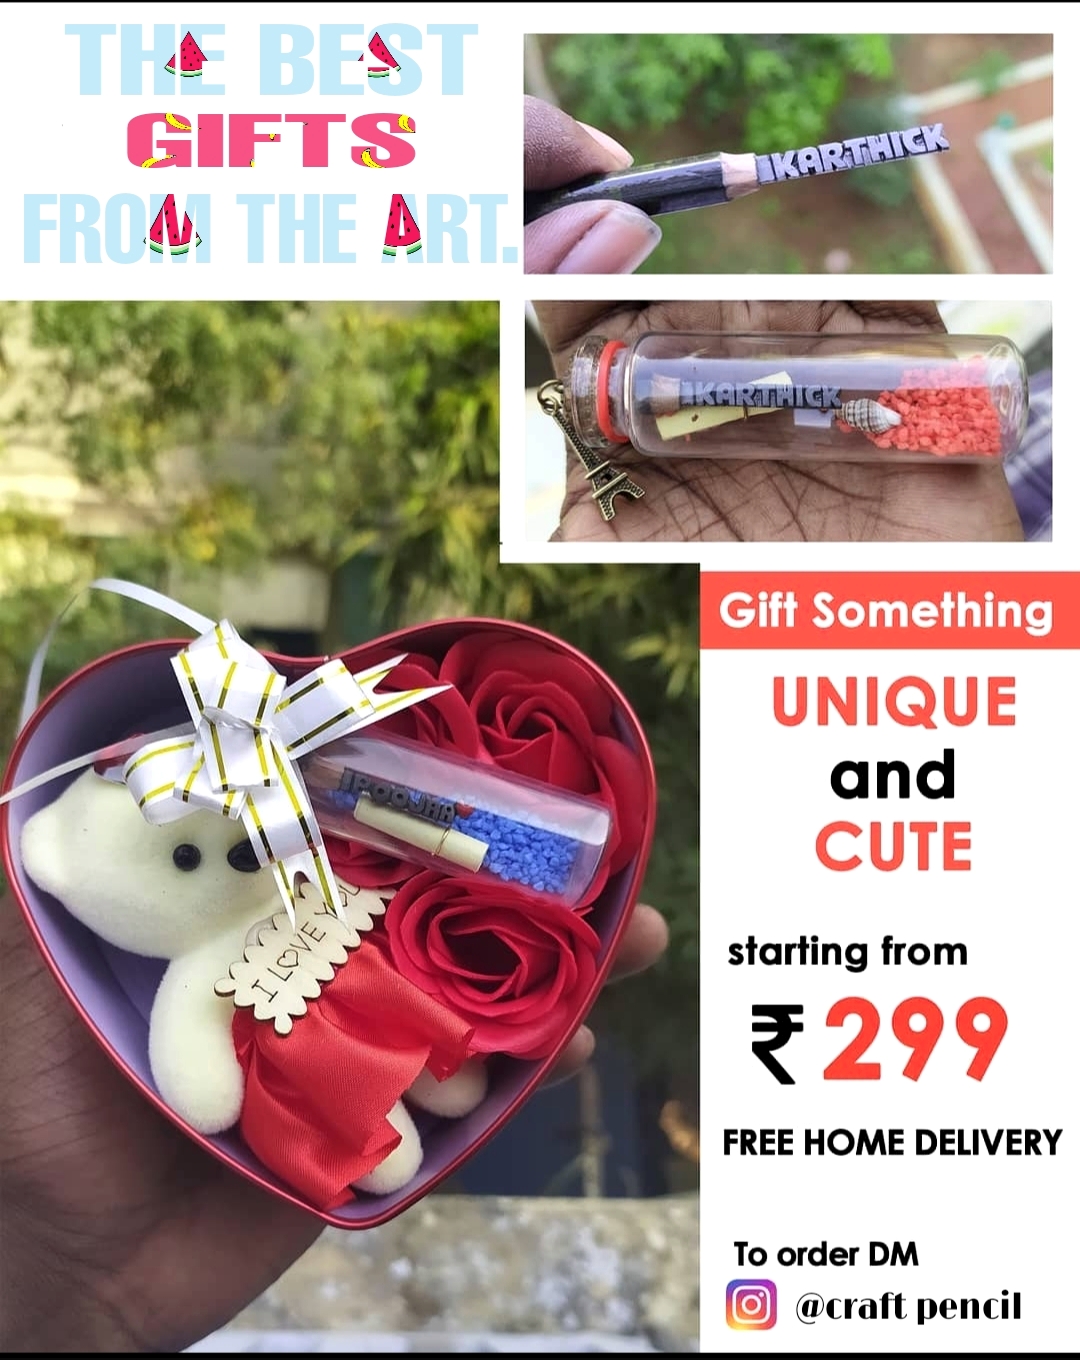 THE BEST
GIFTS
FROM THE ART.
KARTHICK
KARTHICK
POOJHA
I LOVE YOU
Gift Something
UNIQUE
and
CUTE
starting from
₹ 299
FREE HOME DELIVERY
To order DM
@craft pencil